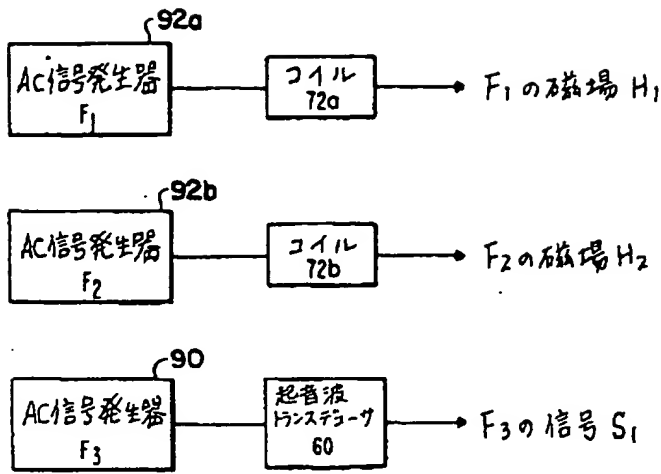 92a
AC信号発生器
F₁
コイル
72a
F₁の磁場 H₁
92b
AC信号発生器
F₂
コイル
72b
F₂の磁場 H₂
90
AC信号発生器
F₃
起音波
トランスデューサ
60
F₃の信号 S₁